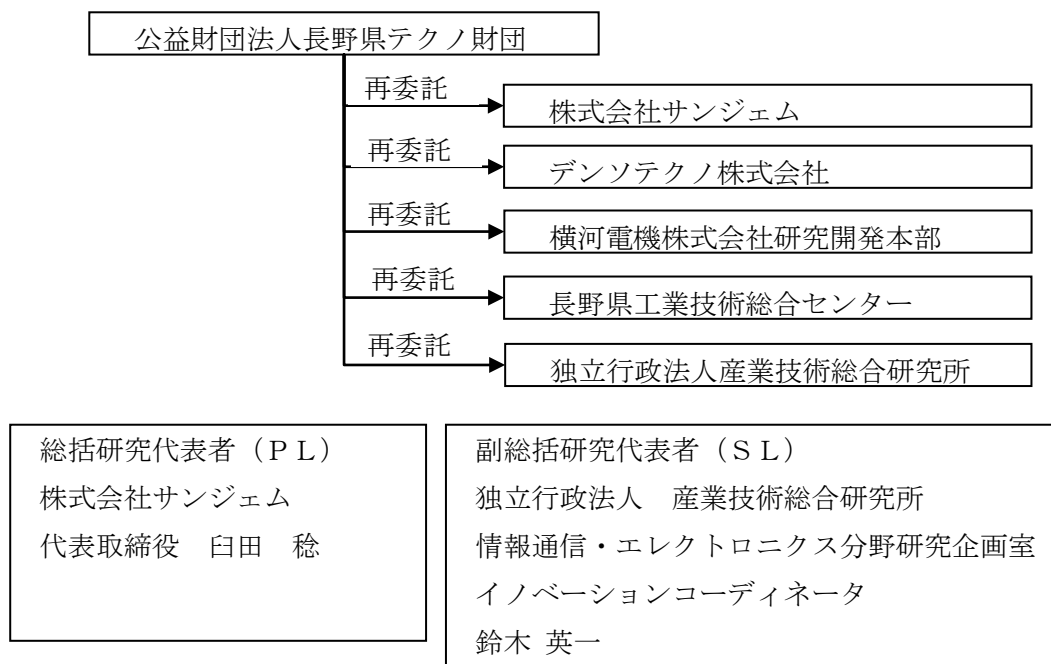 公益財団法人長野県テクノ財団
再委託
株式会社サンジェム
再委託
デンソテクノ株式会社
再委託
横河電機株式会社研究開発本部
再委託
長野県工業技術総合センター
再委託
独立行政法人産業技術総合研究所
総括研究代表者（ＰＬ）
株式会社サンジェム
代表取締役　臼田　稔
副総括研究代表者（ＳＬ）
独立行政法人　産業技術総合研究所
情報通信・エレクトロニクス分野研究企画室
イノベーションコーディネータ
鈴木 英一